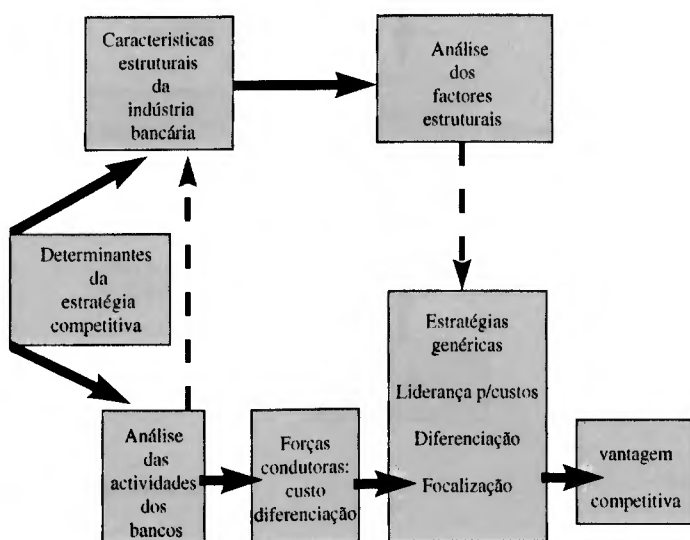 Caracteristicas
estruturais
da
indústria
bancária
Análise
dos
factores
estruturais
Determinantes
da
estratégia
competitiva
Análise
das
actividades
dos
bancos
Forças
condutoras:
custo
diferenciação
Estratégias
genéricas
Liderança p/custos
Diferenciação
Focalização
vantagem
competitiva